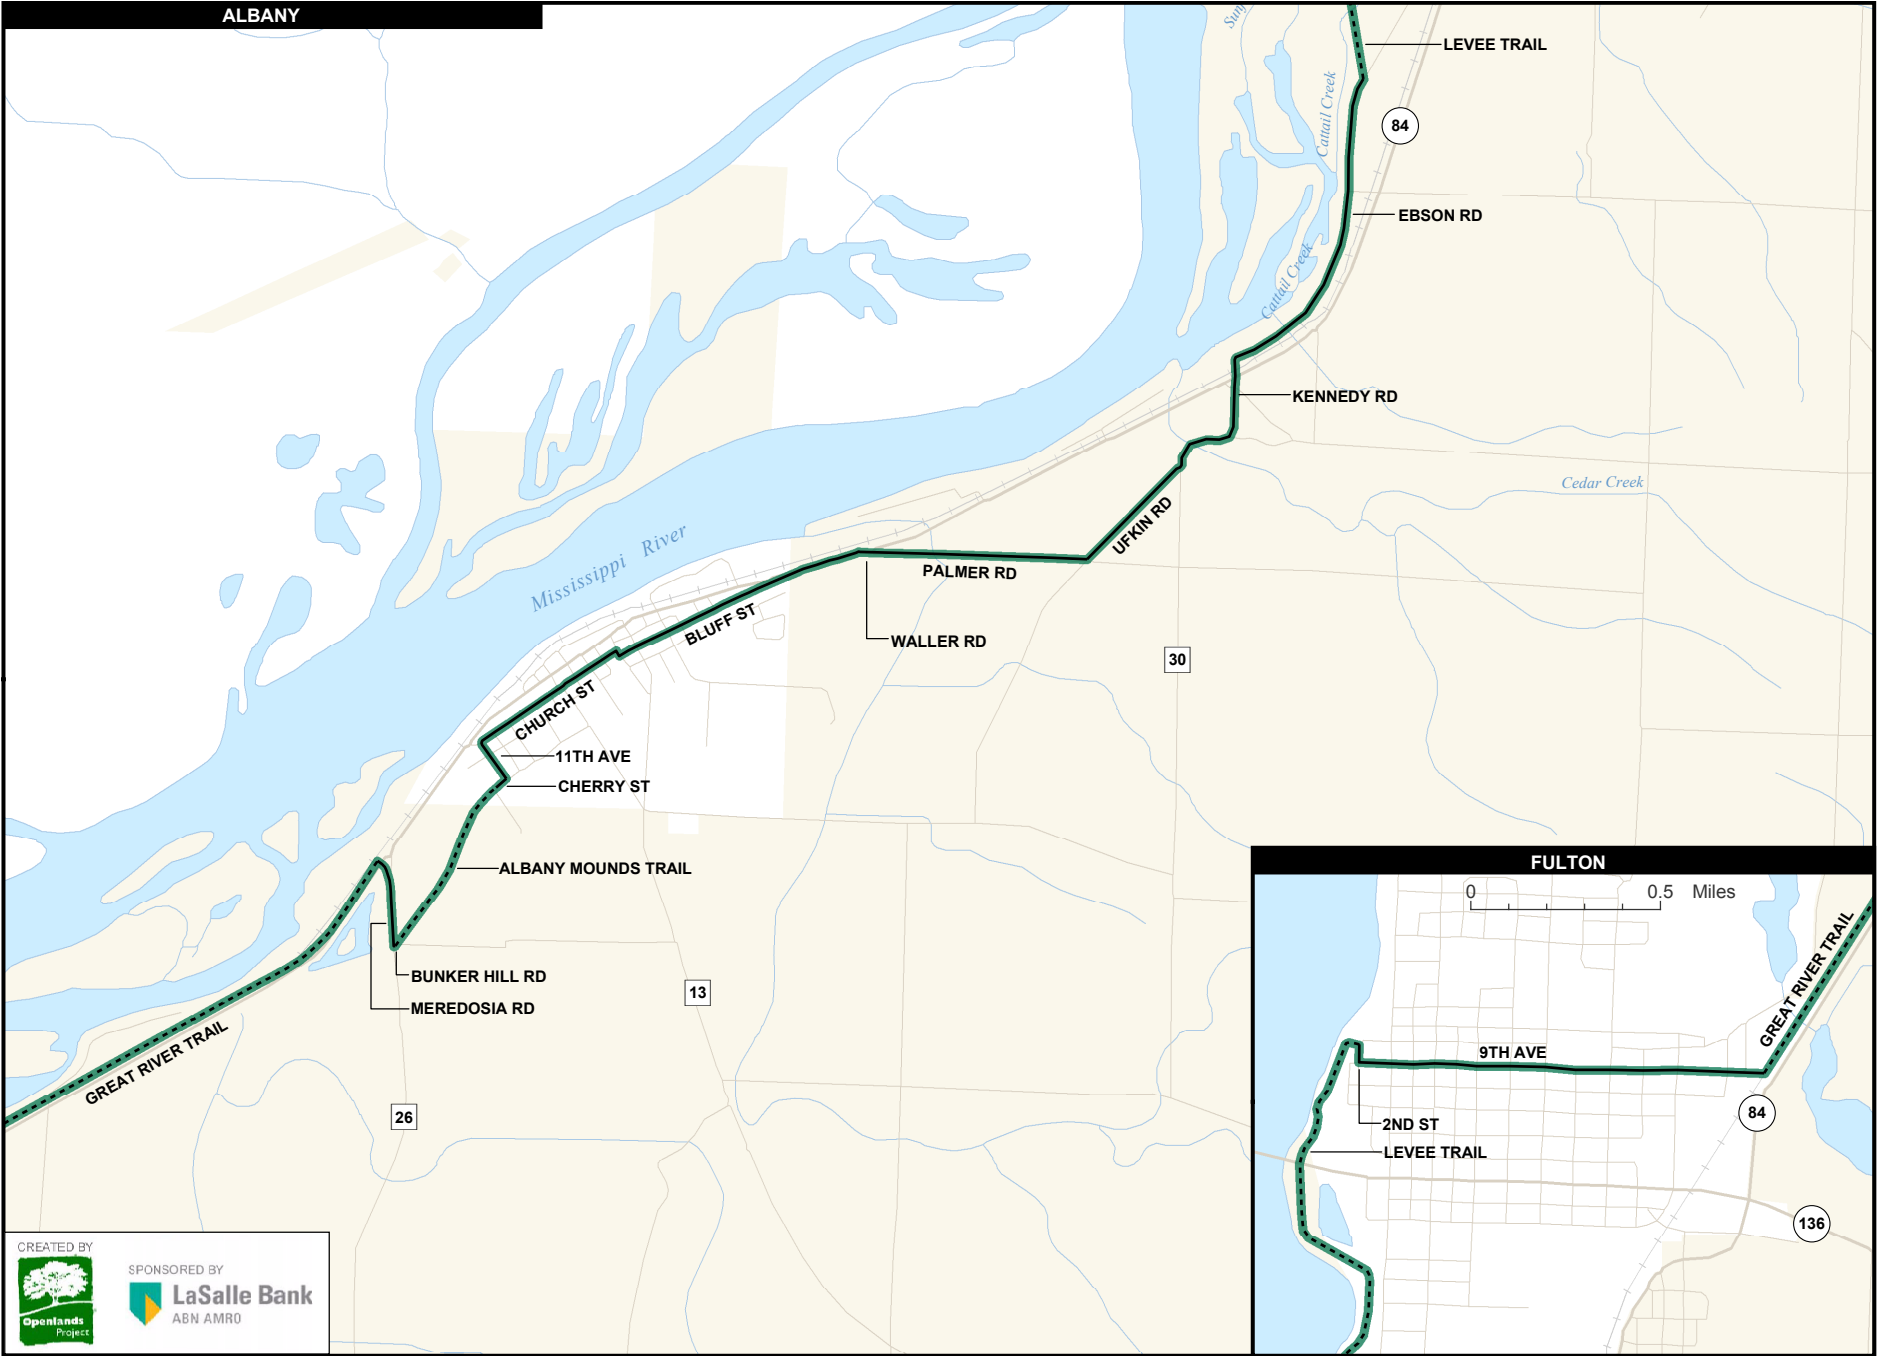 ALBANY
Cattail Creek
LEVEE TRAIL
84
EBSON RD
Cattail Creek
KENNEDY RD
Cedar Creek
UFKIN RD
Mississippi River
PALMER RD
BLUFF ST
WALLER RD
30
CHURCH ST
11TH AVE
CHERRY ST
ALBANY MOUNDS TRAIL
BUNKER HILL RD
13
MEREDOSIA RD
GREAT RIVER TRAIL
26
FULTON
0 0.5 Miles
GREAT RIVER TRAIL
9TH AVE
84
2ND ST
LEVEE TRAIL
136
CREATED BY
Openlands
Project
SPONSORED BY
LaSalle Bank
ABN AMRO